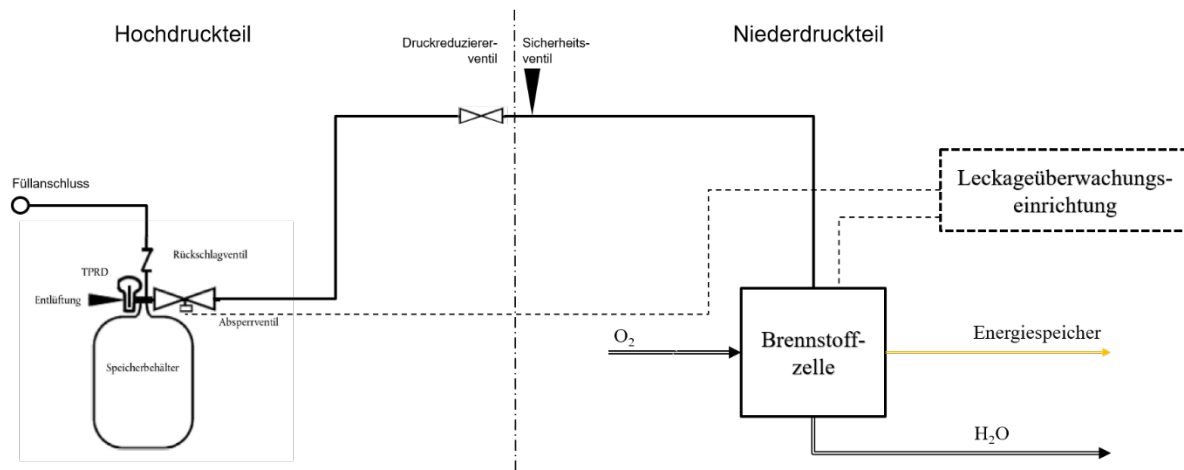 Hochdruckteil
Druckreduzierer-
ventil
Sicherheits-
ventil
Niederdruckteil
Füllanschluss
Leckageüberwachungs-
einrichtung
Rückschlagventil
TPRD
Entlüftung
Absperrventil
Speicherbehälter
O₂
Brennstoff-
zelle
Energiespeicher
H₂O